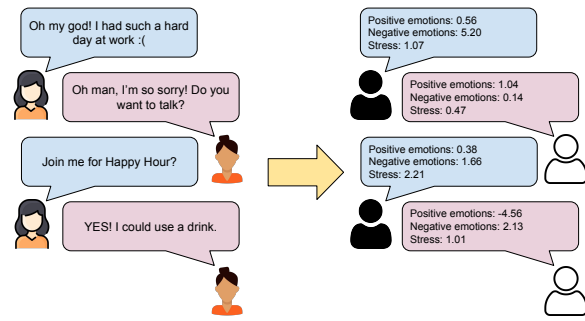 Oh my god! I had such a hard
day at work :(
Oh man, I'm so sorry! Do you
want to talk?
Join me for Happy Hour?
YES! I could use a drink.
Positive emotions: 0.56
Negative emotions: 5.20
Stress: 1.07
Positive emotions: 1.04
Negative emotions: 0.14
Stress: 0.47
Positive emotions: 0.38
Negative emotions: 1.66
Stress: 2.21
Positive emotions: -4.56
Negative emotions: 2.13
Stress: 1.01